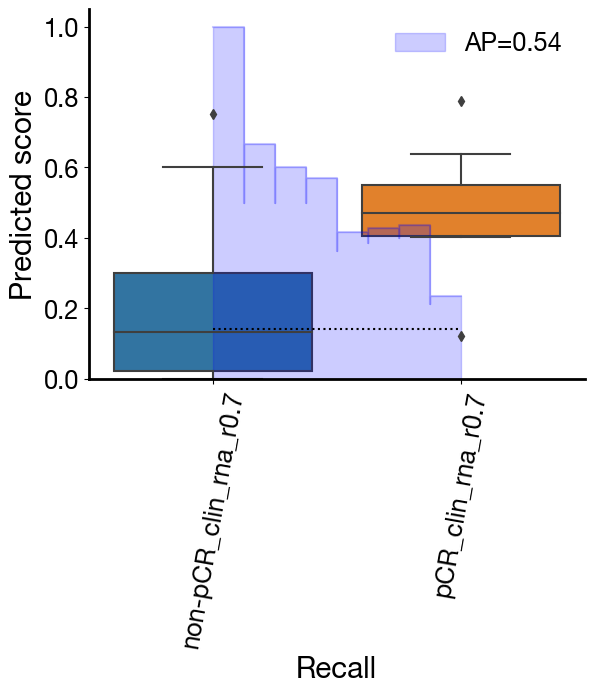 AP=0.54
Predicted score
1.0
0.8
0.6
0.4
0.2
0.0
non-pCR_clin_rna_r0.7
pCR_clin_rna_r0.7
Recall